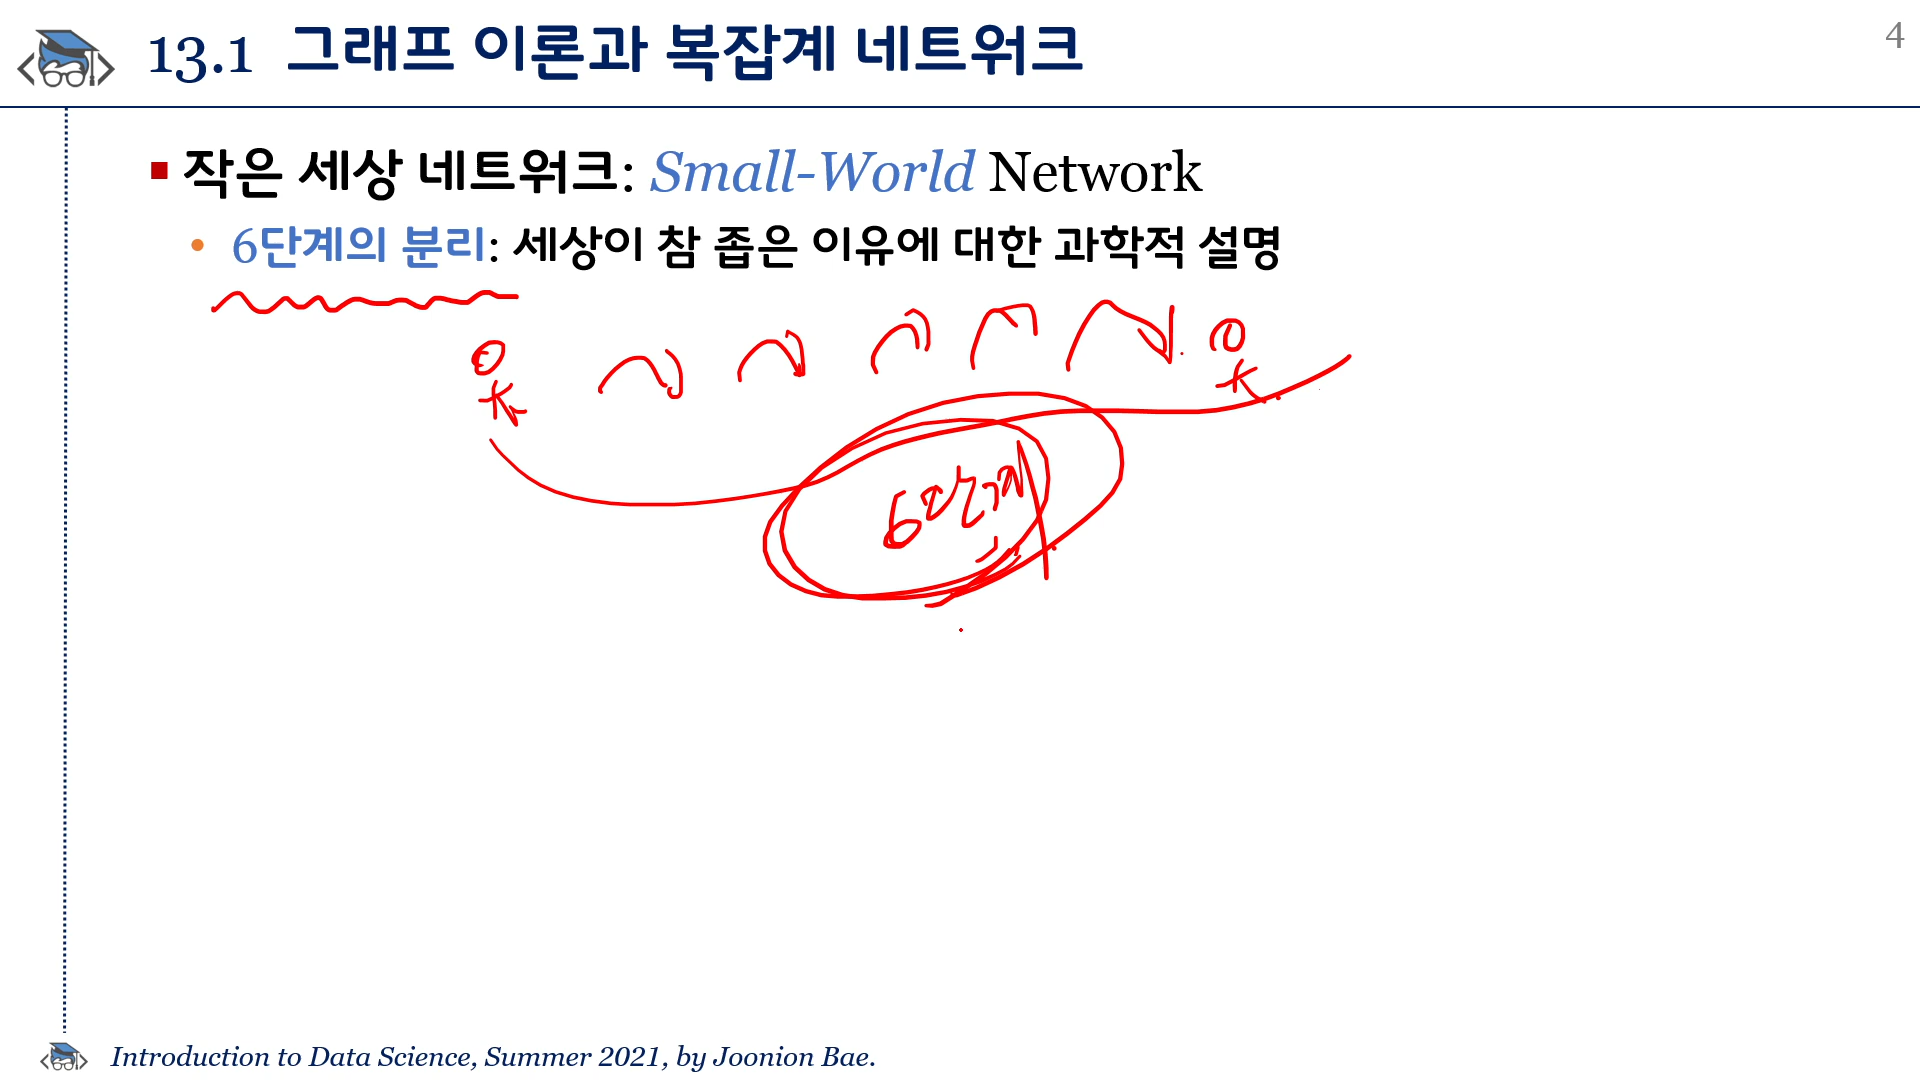 13.1 그래프 이론과 복잡계 네트워크
4
작은 세상 네트워크: Small-World Network
6단계의 분리: 세상이 참 좁은 이유에 대한 과학적 설명
6단계
Introduction to Data Science, Summer 2021, by Joonion Bae.